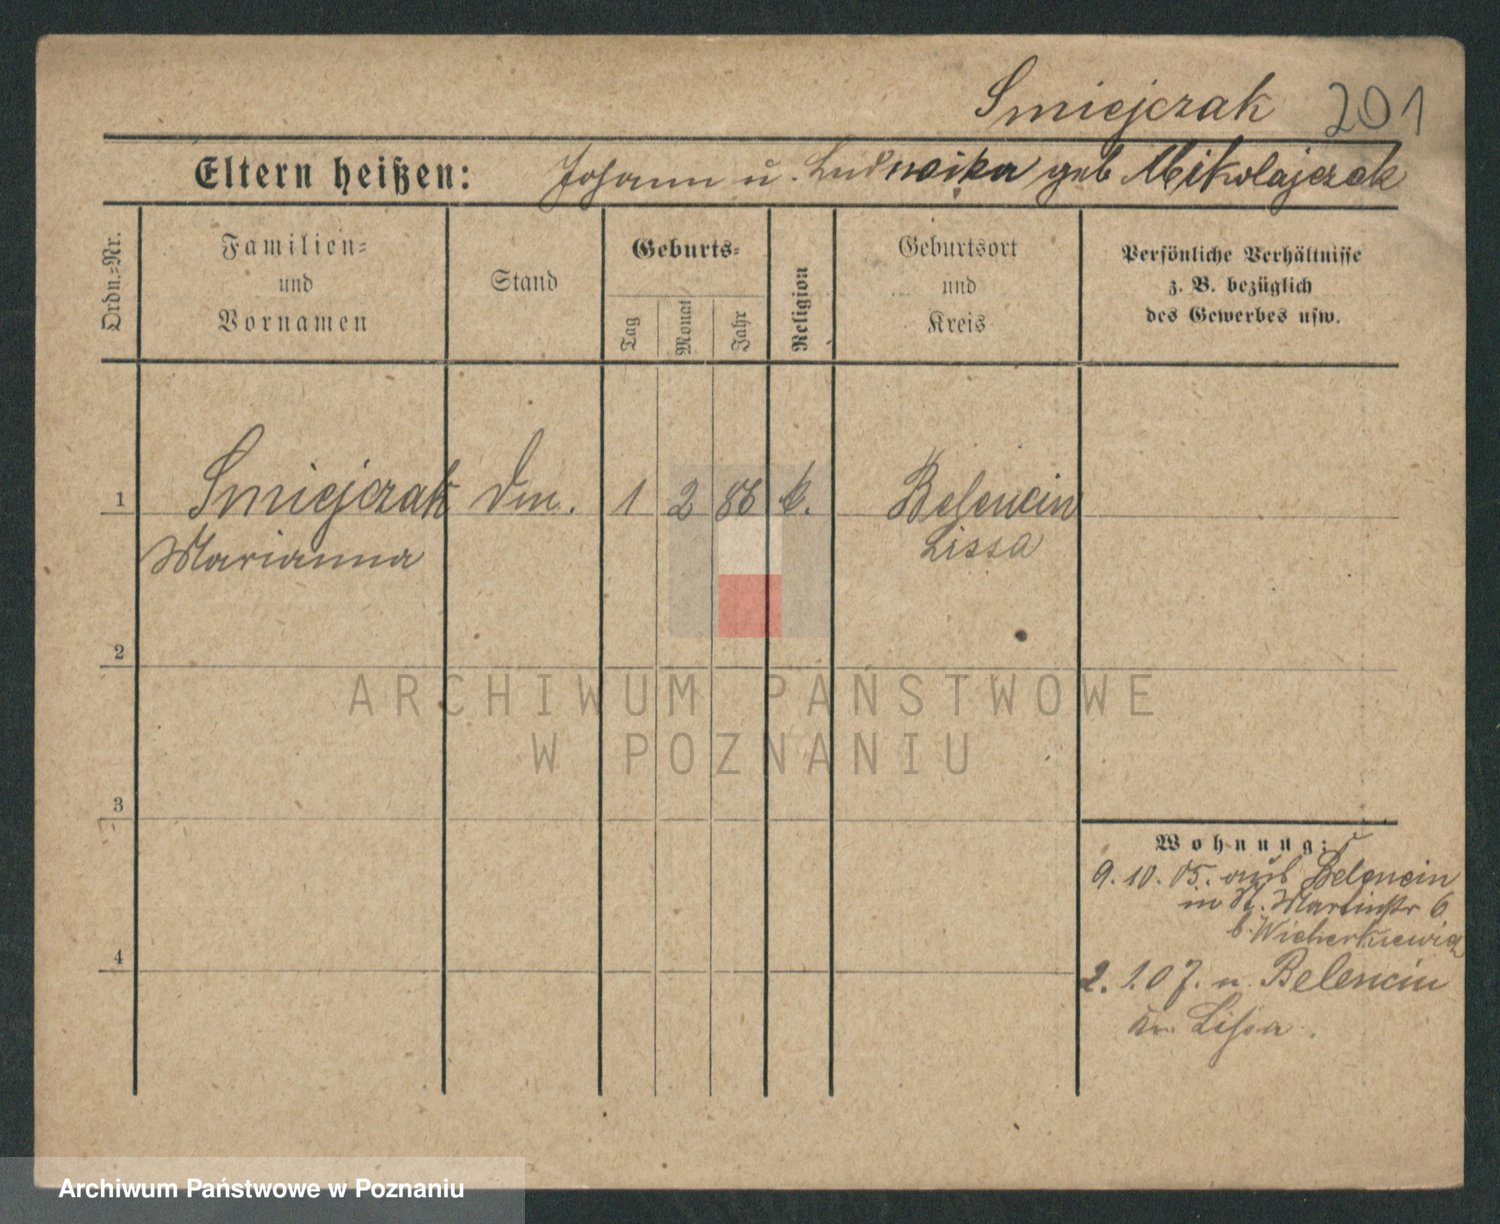 Smiejczak 201
Eltern heißen: Johann u. Ludwika geb Mikolajczak
Ordn.-Nr.
Familien-
und
Vornamen
Stand
Geburts-
Tag
Monat
Jahr
Religion
Geburtsort
und
Kreis
Persönliche Verhältnisse
z. B. bezüglich
des Gewerbes usw.
1 Smiejczak Dm. 1 2 86 k. Belencin
Marianna Lissa
2
ARCHIWUM PAŃSTWOWE
W POZNANIU
3
Wohnung:
9. 10. 05. aus Belencin
in St. Martinstr 6
b. Wicherkiewicz
4
2. 1. 07. n. Belencin
Kr. Lissa.
Archiwum Państwowe w Poznaniu